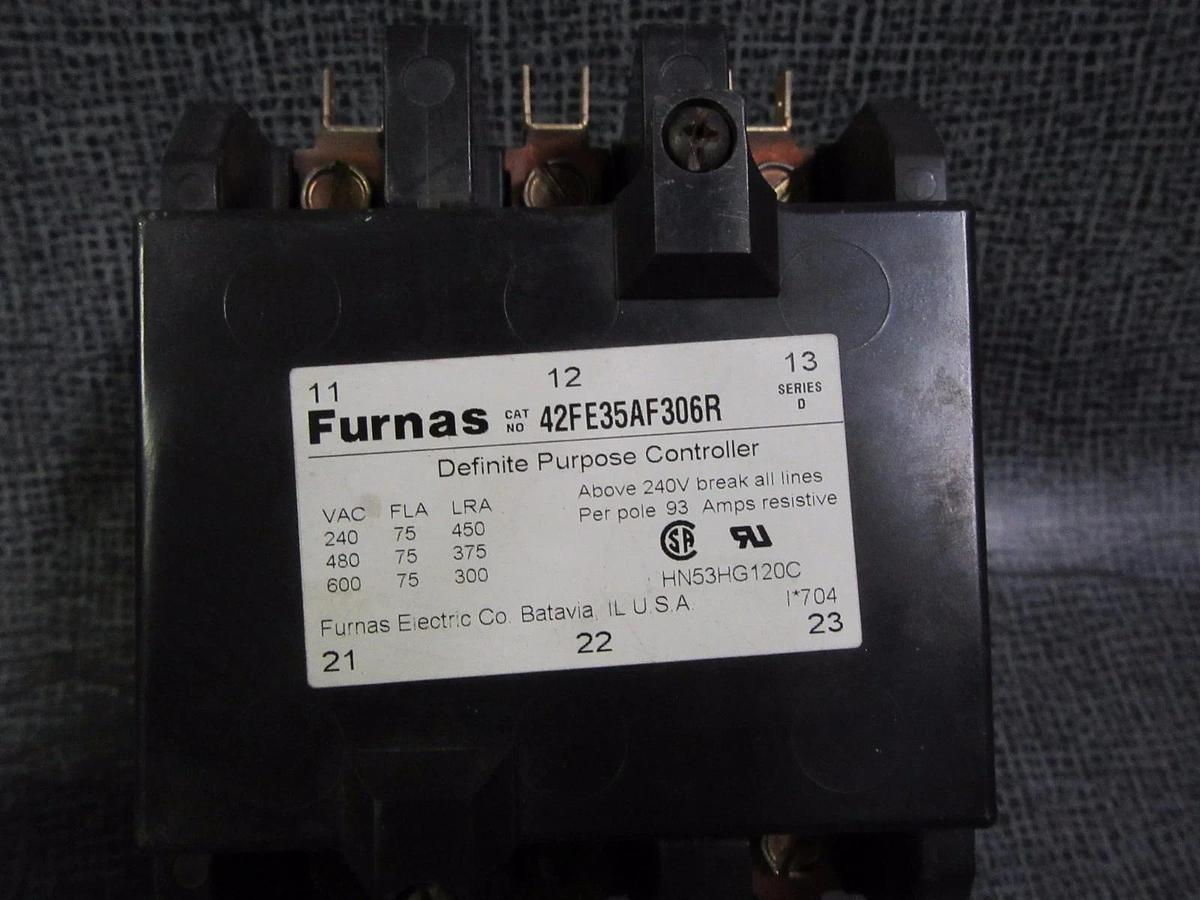 11 12 13
Furnas CAT NO 42FE35AF306R SERIES D
Definite Purpose Controller
VAC FLA LRA
240 75 450
480 75 375
600 75 300
Above 240V break all lines
Per pole 93 Amps resistive
SA RU
HN53HG120C
I*704
Furnas Electric Co. Batavia, IL U.S.A.
21 22 23